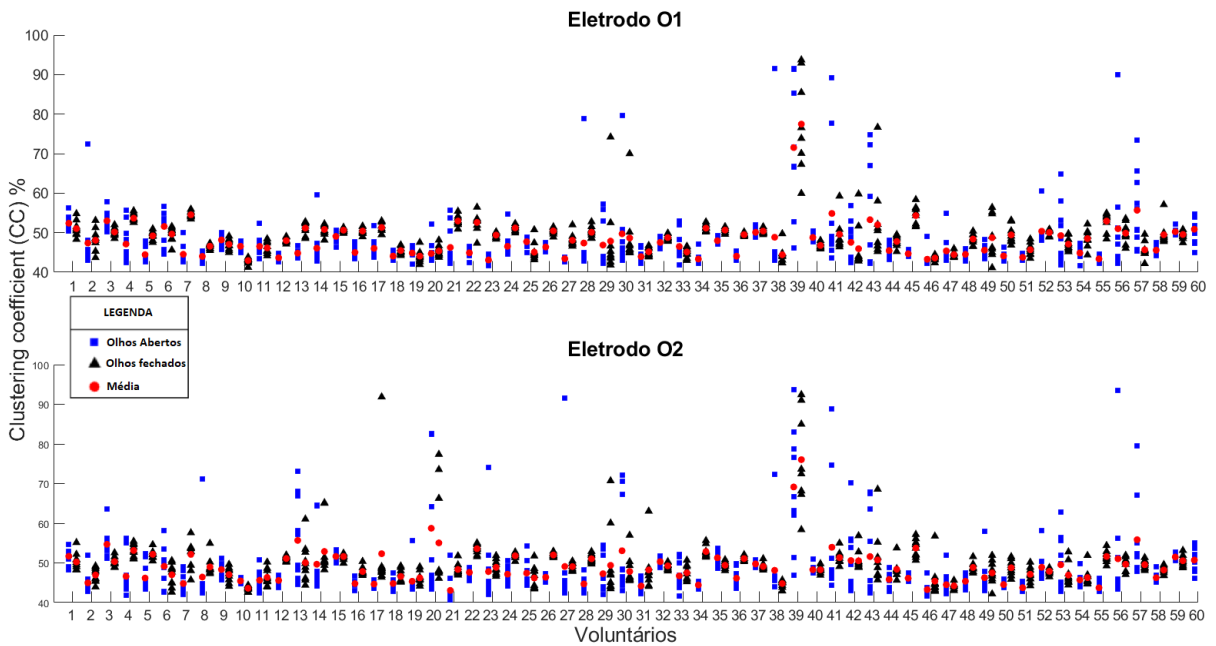 Eletrodo O1
Clustering coefficient (CC) %
100
90
80
70
60
50
40
1 2 3 4 5 6 7 8 9 10 11 12 13 14 15 16 17 18 19 20 21 22 23 24 25 26 27 28 29 30 31 32 33 34 35 36 37 38 39 40 41 42 43 44 45 46 47 48 49 50 51 52 53 54 55 56 57 58 59 60
LEGENDA
Olhos Abertos
Olhos fechados
Média
Eletrodo O2
100
90
80
70
60
50
40
1 2 3 4 5 6 7 8 9 10 11 12 13 14 15 16 17 18 19 20 21 22 23 24 25 26 27 28 29 30 31 32 33 34 35 36 37 38 39 40 41 42 43 44 45 46 47 48 49 50 51 52 53 54 55 56 57 58 59 60
Voluntários